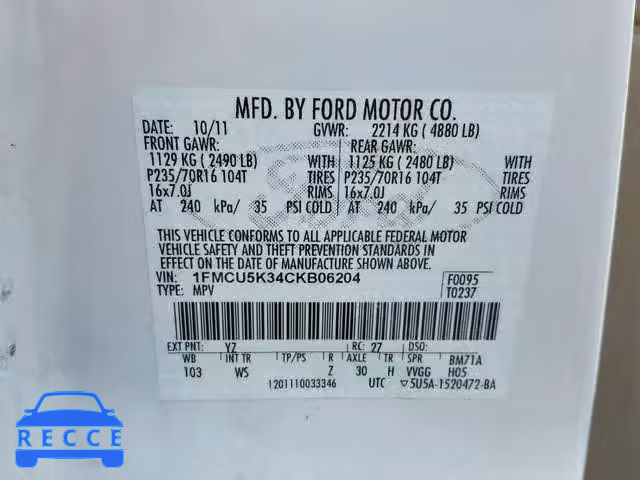 MFD. BY FORD MOTOR CO.
DATE: 10/11 GVWR: 2214 KG ( 4880 LB)
FRONT GAWR: REAR GAWR:
1129 KG ( 2490 LB) WITH 1125 KG ( 2480 LB) WITH
P235/70R16 104T TIRES P235/70R16 104T TIRES
16x7.0J RIMS 16x7.0J RIMS
AT 240 kPa/ 35 PSI COLD AT 240 kPa/ 35 PSI COLD
THIS VEHICLE CONFORMS TO ALL APPLICABLE FEDERAL MOTOR
VEHICLE SAFETY AND THEFT PREVENTION STANDARDS IN
EFFECT ON THE DATE OF MANUFACTURE SHOWN ABOVE.
VIN: 1FMCU5K34CKB06204 F0095
TYPE: MPV T0237
EXT PNT: YZ RC: 27 DSO:
WB INT TR TP/PS R AXLE TR SPR BM71A
103 WS Z 30 H VVGG H05
1201110033346 UTC ▽5U5A-1520472-BA
RECCE